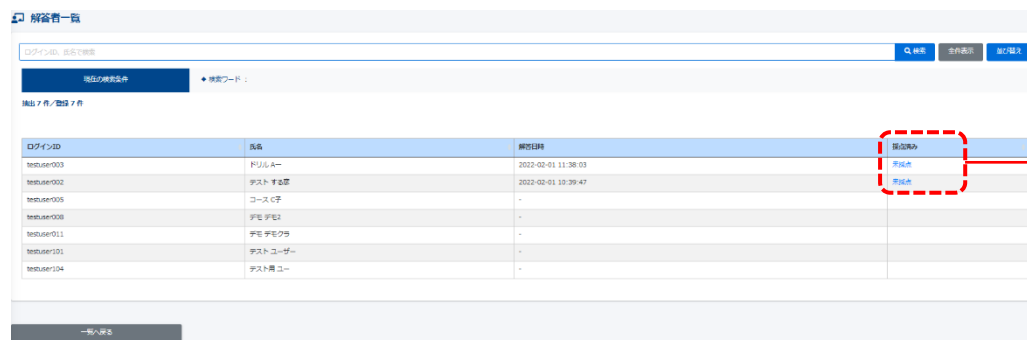 解答者一覧
ログインID、氏名で検索 検索 全件表示 並び替え
現在の検索条件 ◆ 検索ワード :
抽出 7 件／登録 7 件
ログインID 氏名 解答日時 採点済み
testuser003 ドリル A一 2022-02-01 11:38:03 未採点
testuser002 テスト する彦 2022-02-01 10:39:47 未採点
testuser005 コース C子 -
testuser008 デモ デモ2 -
testuser011 デモ デモクラ -
testuser101 テスト ユーザー -
testuser104 テスト用 ユー -
一覧へ戻る